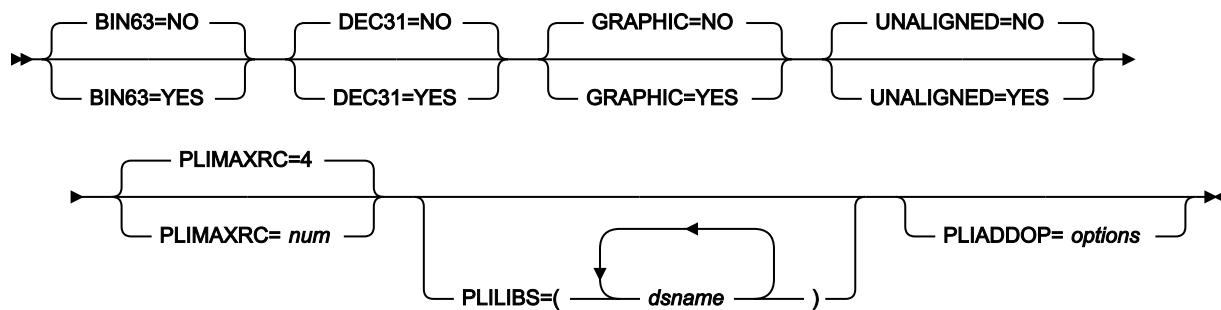 BIN63=NO DEC31=NO GRAPHIC=NO UNALIGNED=NO
BIN63=YES DEC31=YES GRAPHIC=YES UNALIGNED=YES
PLIMAXRC=4
PLIMAXRC= num PLIADDOP= options
PLILIBS=( dsname )